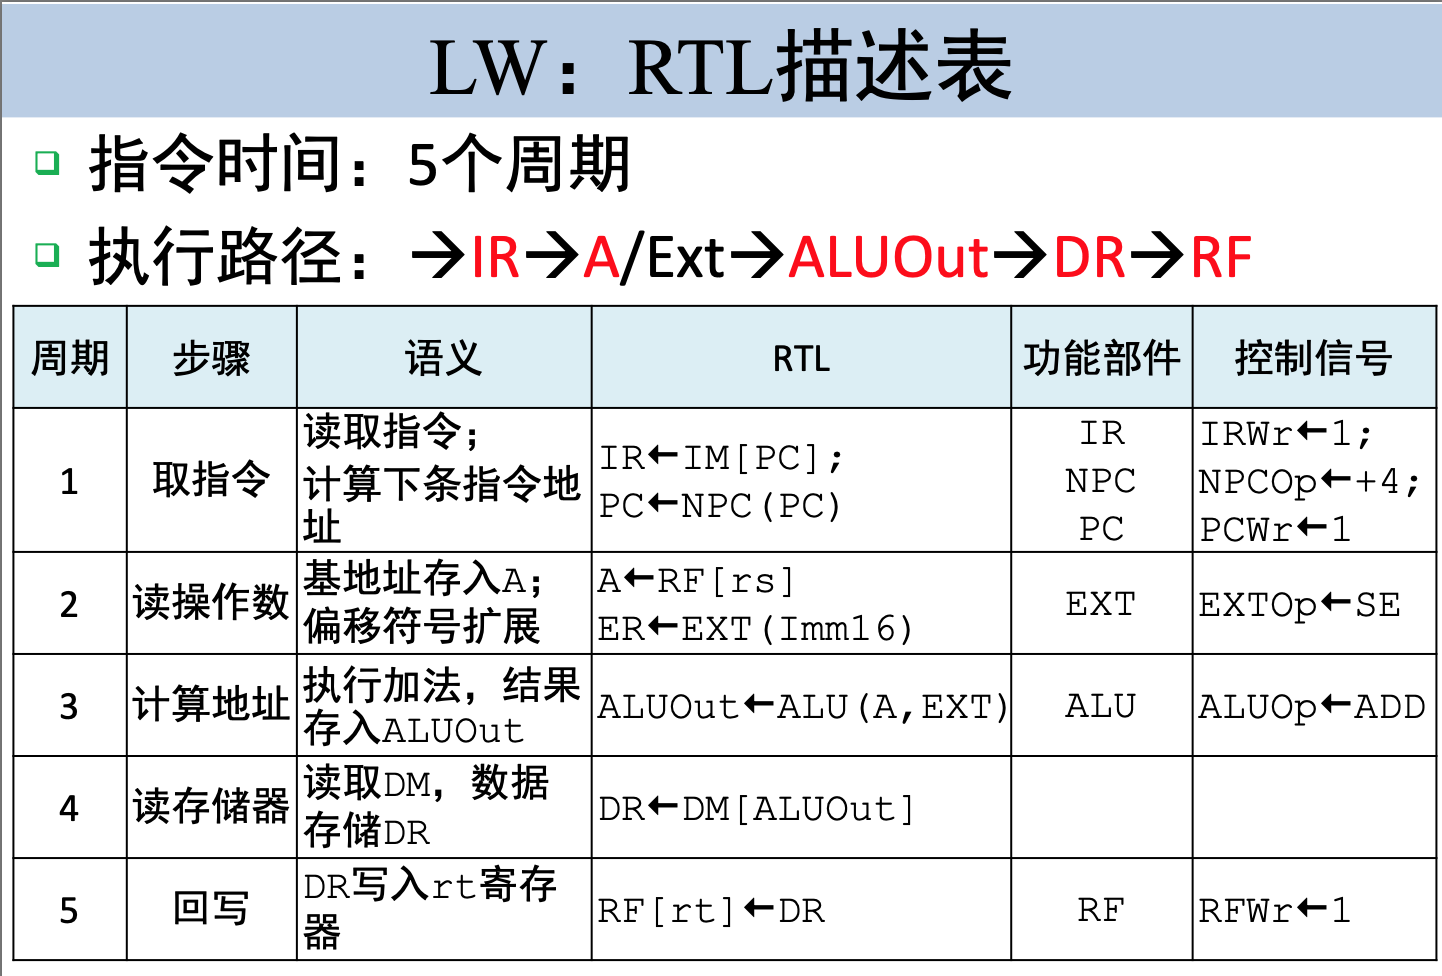 LW：RTL描述表
指令时间：5个周期
执行路径：→IR→A/Ext→ALUOut→DR→RF
周期 步骤 语义 RTL 功能部件 控制信号
1 取指令
读取指令；
计算下条指令地
址
IR←IM[PC];
PC←NPC(PC)
IR
NPC
PC
IRWr←1;
NPCOp←+4;
PCWr←1
2 读操作数
基地址存入A；
偏移符号扩展
A←RF[rs]
ER←EXT(Imm16)
EXT
EXTOp←SE
3 计算地址
执行加法，结果
存入ALUOut
ALUOut←ALU(A,EXT)
ALU
ALUOp←ADD
4 读存储器
读取DM，数据
存储DR
DR←DM[ALUOut]
5 回写
DR写入rt寄存
器
RF[rt]←DR
RF
RFWr←1